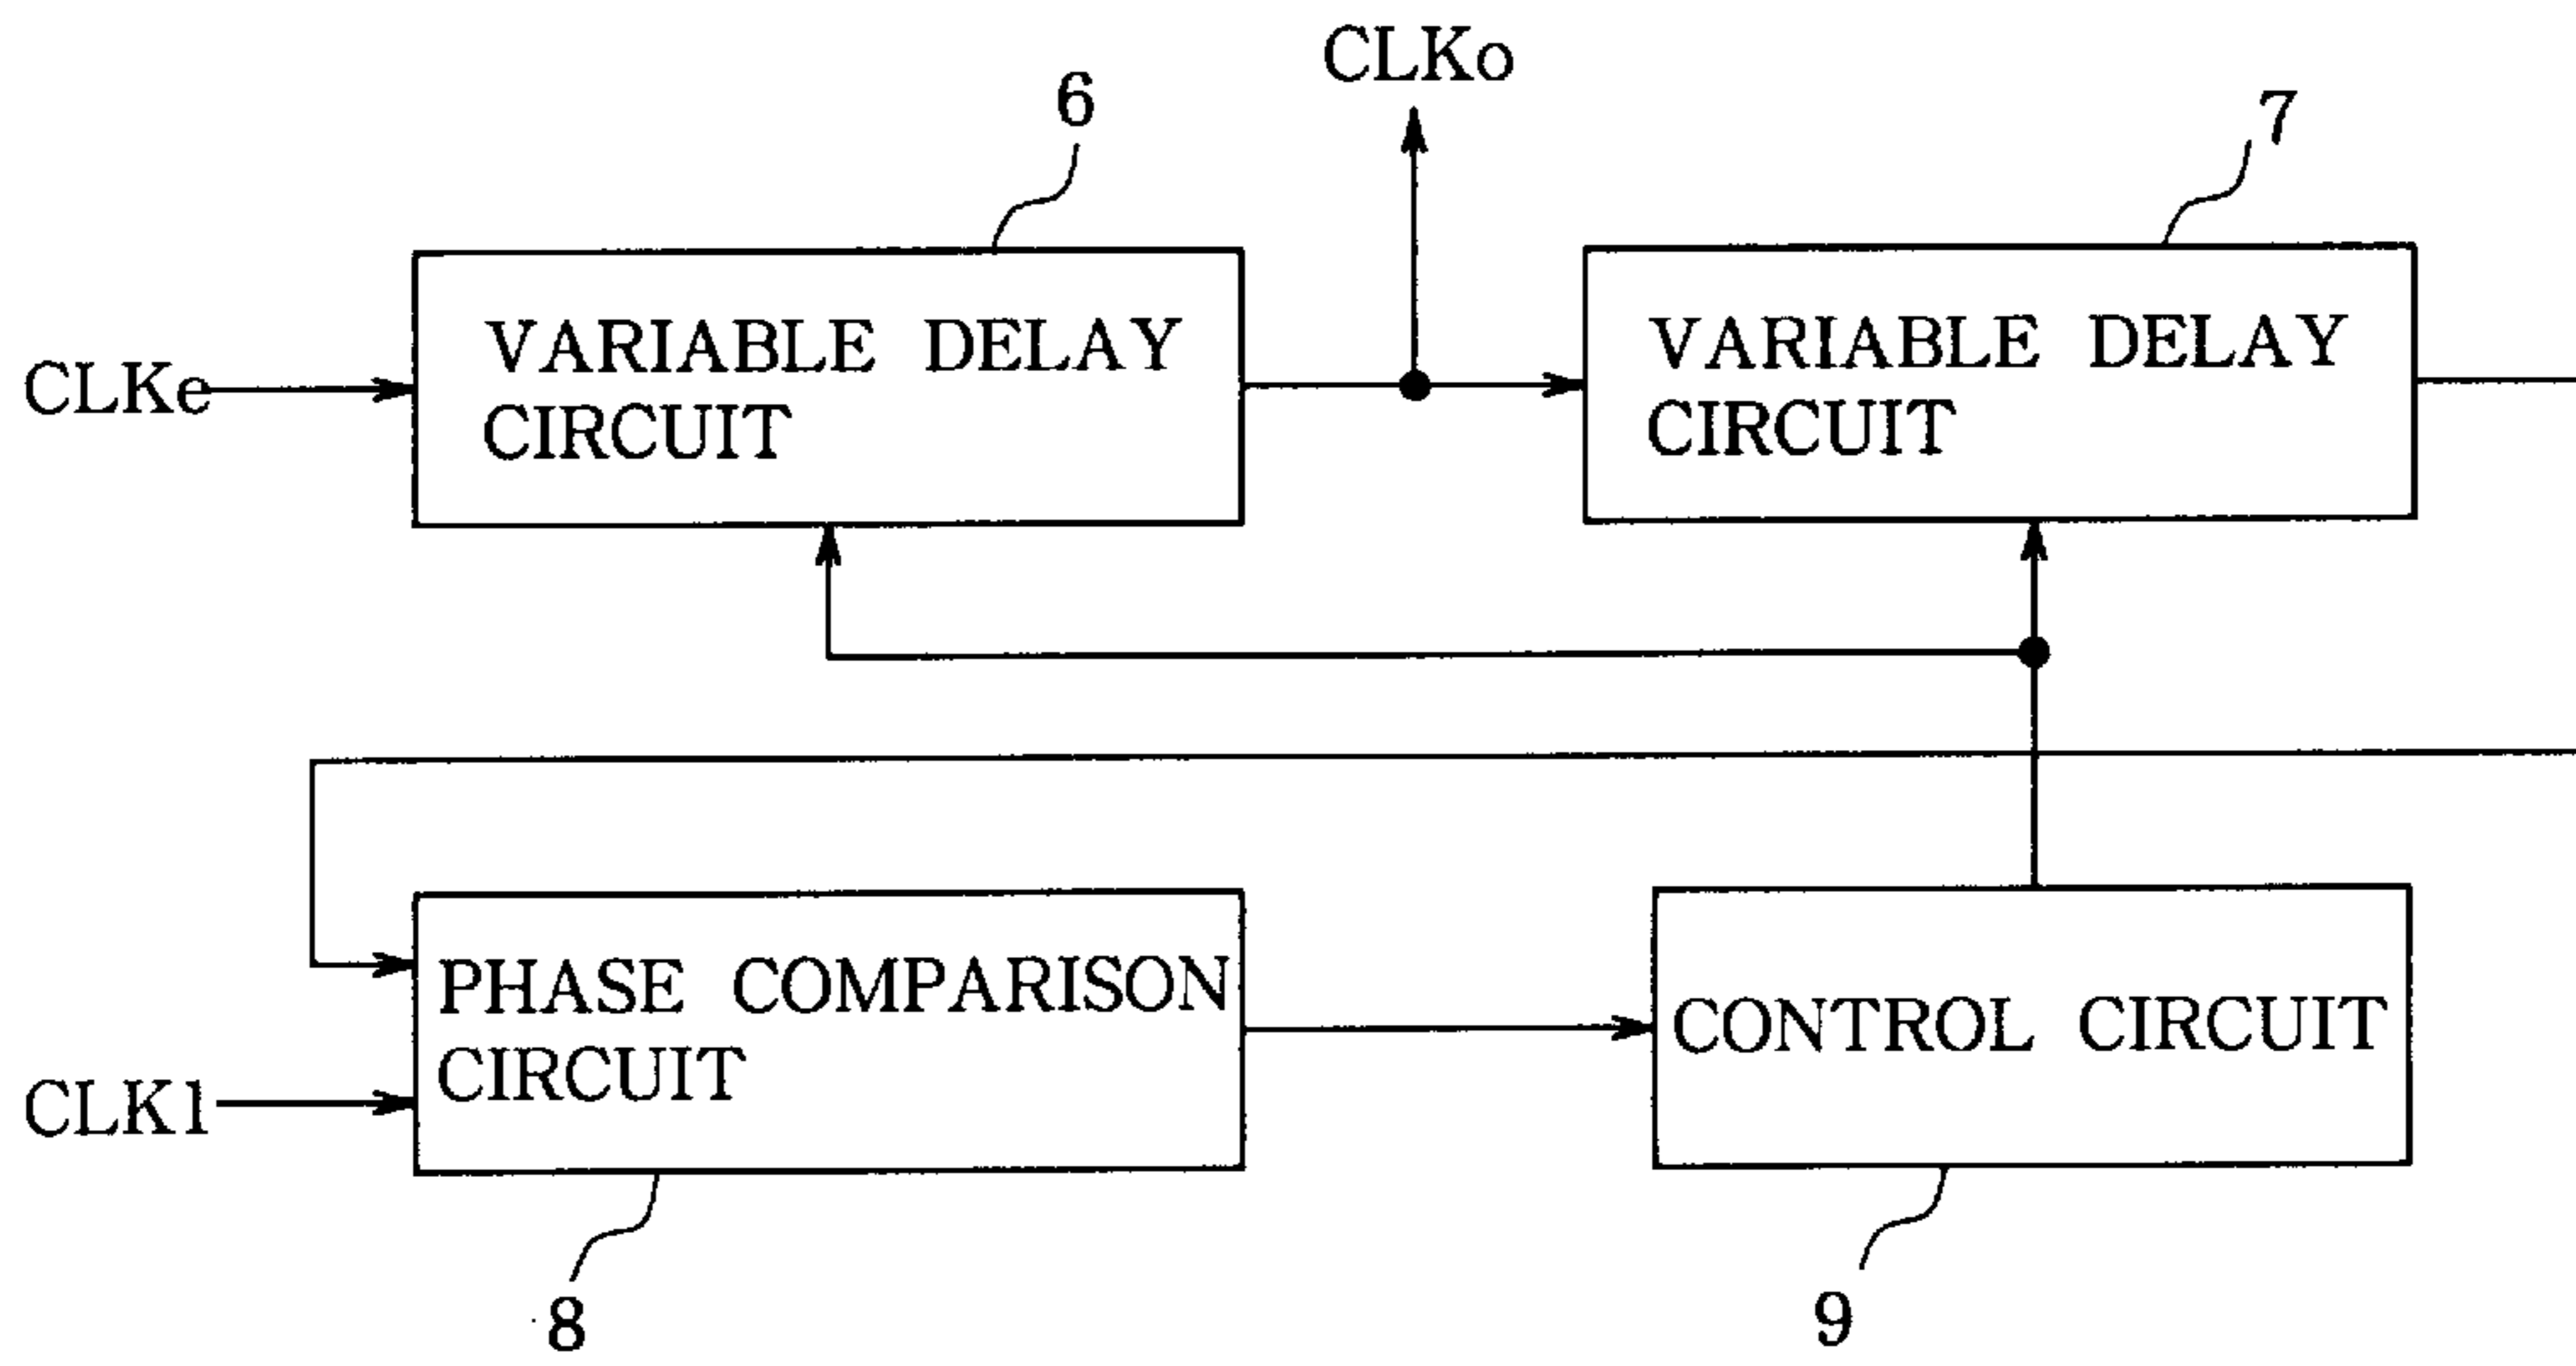 CLKo
6
7
VARIABLE DELAY
CIRCUIT
VARIABLE DELAY
CIRCUIT
CLKe
PHASE COMPARISON
CIRCUIT
CONTROL CIRCUIT
CLK1
8
9